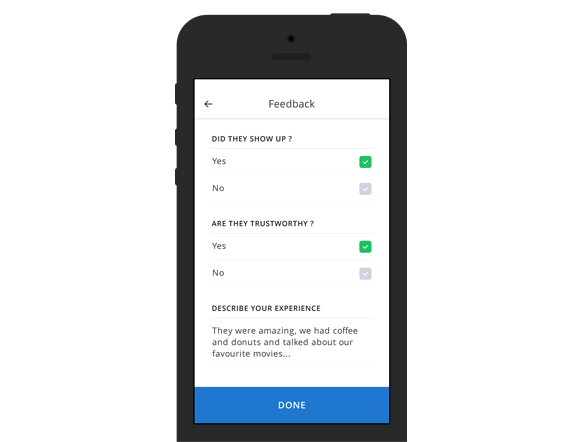 Feedback
DID THEY SHOW UP ?
Yes
No
ARE THEY TRUSTWORTHY ?
Yes
No
DESCRIBE YOUR EXPERIENCE
They were amazing, we had coffee
and donuts and talked about our
favourite movies...
DONE